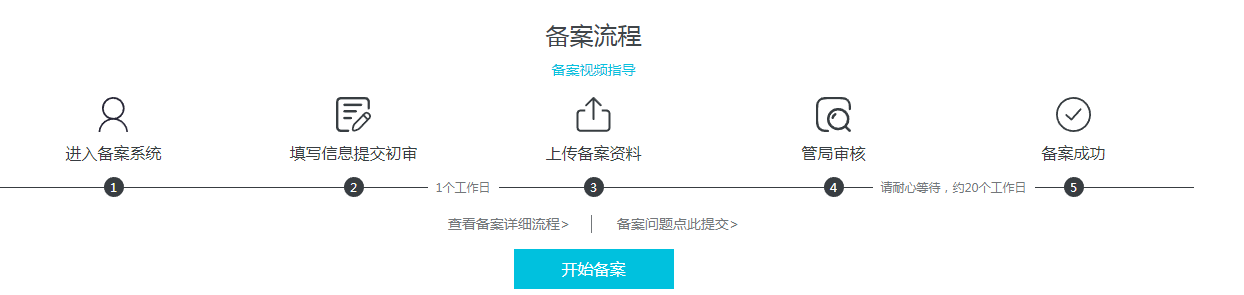 备案流程
备案视频指导
进入备案系统 填写信息提交初审 上传备案资料 管局审核 备案成功
1 2 1个工作日 3 4 请耐心等待，约20个工作日 5
查看备案详细流程> 备案问题点此提交>
开始备案